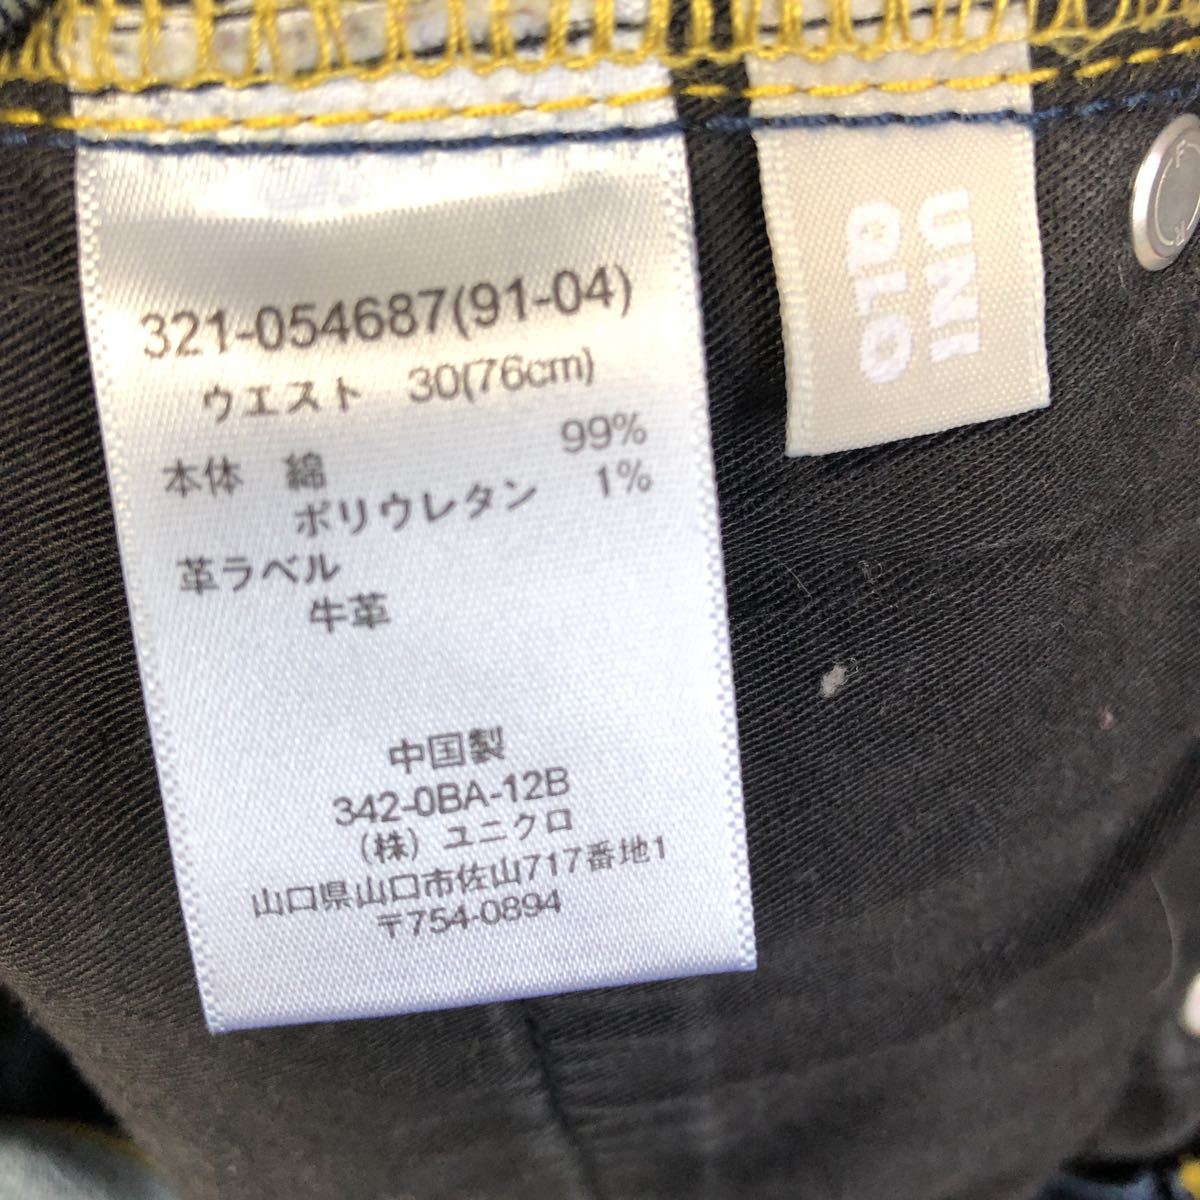 321-054687(91-04)
ウエスト 30(76cm)
本体 綿 99%
ポリウレタン 1%
革ラベル
牛革
中国製
342-0BA-12B
(株) ユニクロ
山口県山口市佐山717番地1
〒754-0894
UNI
QLO